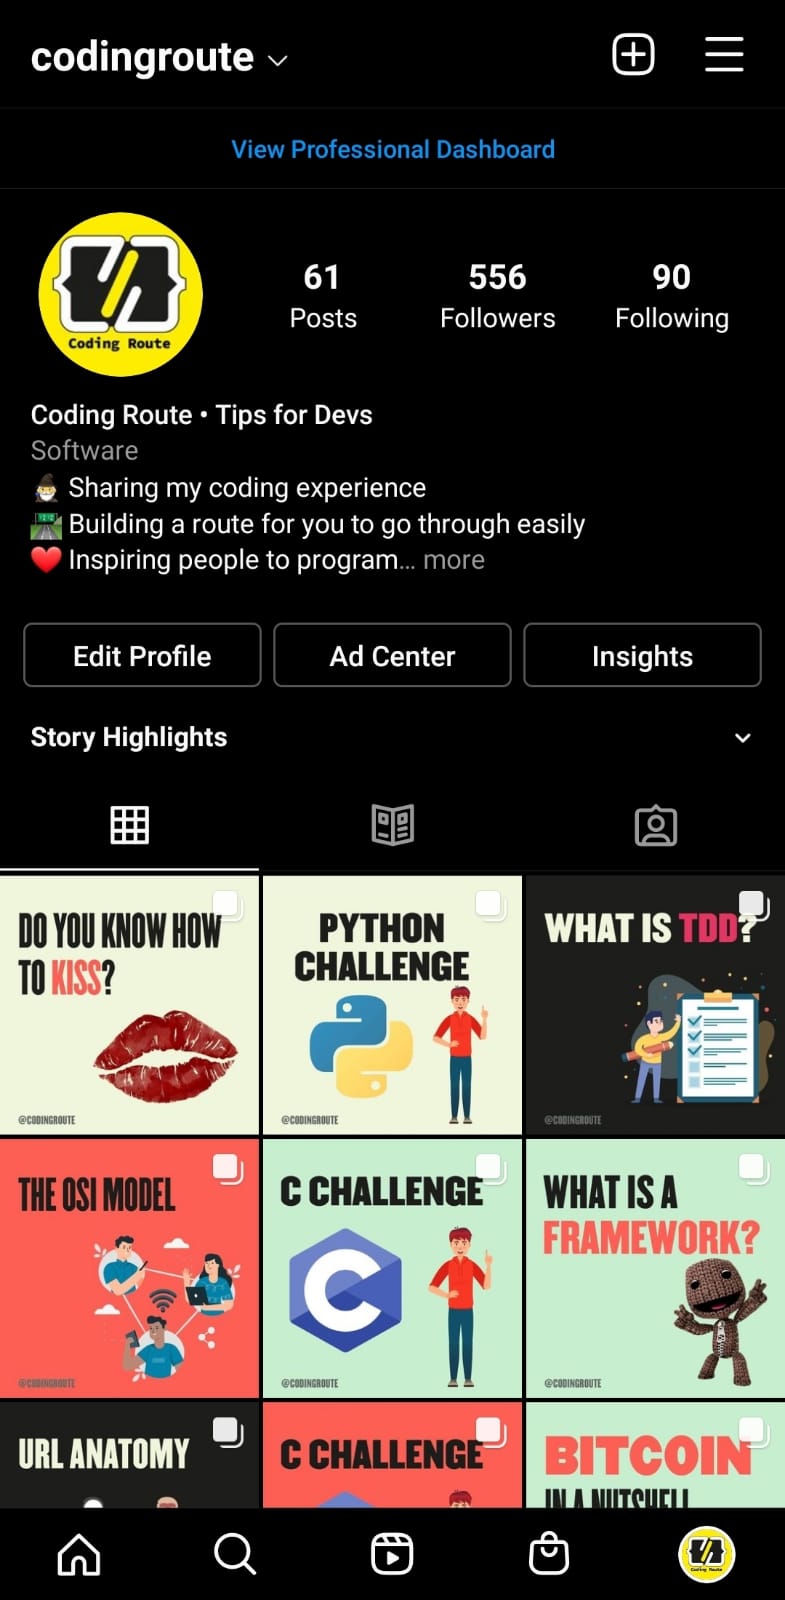 codingroute
View Professional Dashboard
Coding Route
61
Posts
556
Followers
90
Following
Coding Route • Tips for Devs
Software
🧙 Sharing my coding experience
🛣️ Building a route for you to go through easily
❤️ Inspiring people to program... more
Edit Profile
Ad Center
Insights
Story Highlights
DO YOU KNOW HOW
TO KISS?
@CODINGROUTE
PYTHON
CHALLENGE
@CODINGROUTE
WHAT IS TDD?
@CODINGROUTE
THE OSI MODEL
@CODINGROUTE
C CHALLENGE
C
@CODINGROUTE
WHAT IS A
FRAMEWORK?
@CODINGROUTE
URL ANATOMY
C CHALLENGE
BITCOIN
IN A NUTSHELL
Coding Route